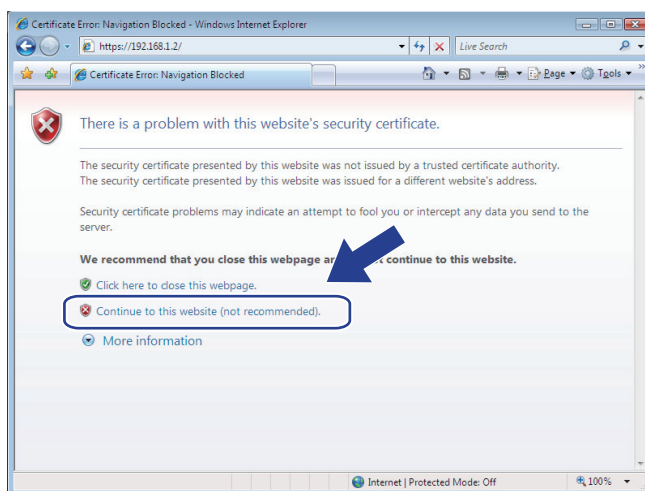 Certificate Error: Navigation Blocked - Windows Internet Explorer
https://192.168.1.2/
Live Search
Certificate Error: Navigation Blocked
Page
Tools
There is a problem with this website's security certificate.
The security certificate presented by this website was not issued by a trusted certificate authority.
The security certificate presented by this website was issued for a different website's address.
Security certificate problems may indicate an attempt to fool you or intercept any data you send to the
server.
We recommend that you close this webpage continue to this website.
Click here to close this webpage.
Continue to this website (not recommended).
More information
Internet | Protected Mode: Off
100%